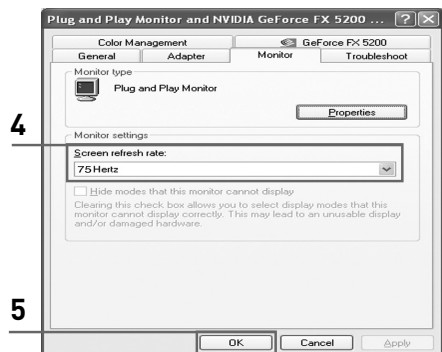 Plug and Play Monitor and NVIDIA GeForce FX 5200 ...
Color Management
GeForce FX 5200
General
Adapter
Monitor
Troubleshoot
Monitor type
Plug and Play Monitor
Properties
4
Monitor settings
Screen refresh rate:
75 Hertz
Hide modes that this monitor cannot display
Clearing this check box allows you to select display modes that this
monitor cannot display correctly. This may lead to an unusable display
and/or damaged hardware.
5
OK
Cancel
Apply